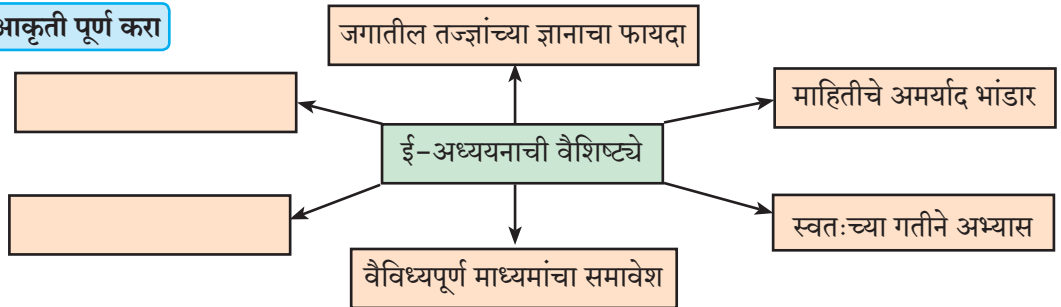 आकृती पूर्ण करा
जगातील तज्ज्ञांच्या ज्ञानाचा फायदा
माहितीचे अमर्याद भांडार
ई-अध्ययनाची वैशिष्ट्ये
स्वतःच्या गतीने अभ्यास
वैविध्यपूर्ण माध्यमांचा समावेश